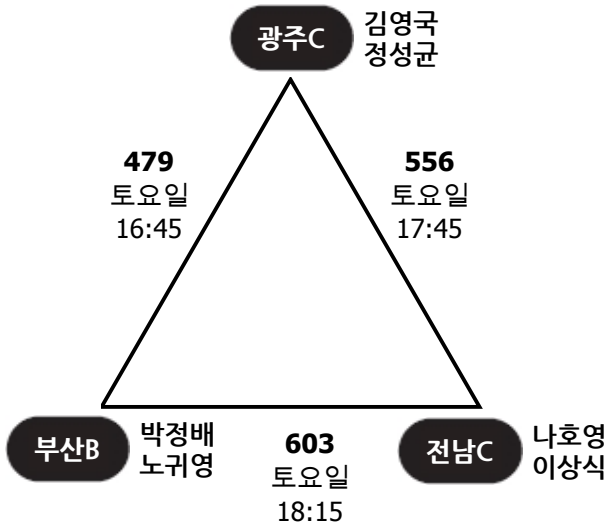 광주C
김영국
정성균
479
토요일
16:45
556
토요일
17:45
부산B
박정배
노귀영
603
토요일
18:15
전남C
나호영
이상식